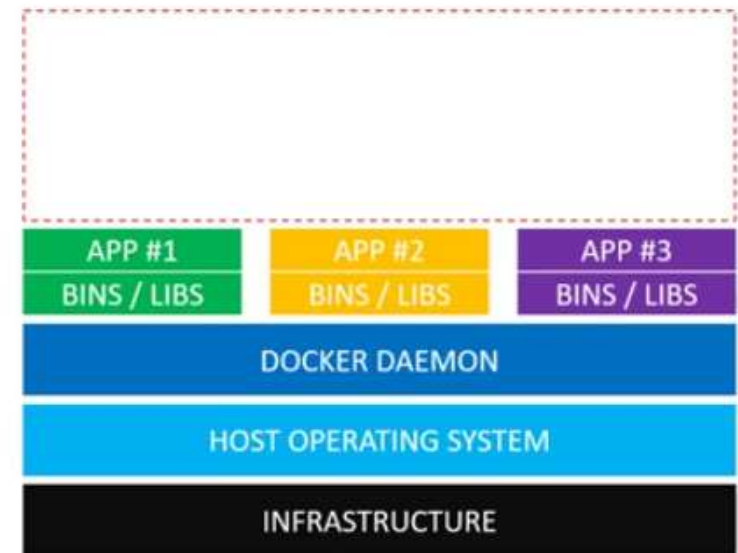 APP #1
APP #2
APP #3
BINS / LIBS
BINS / LIBS
BINS / LIBS
DOCKER DAEMON
HOST OPERATING SYSTEM
INFRASTRUCTURE